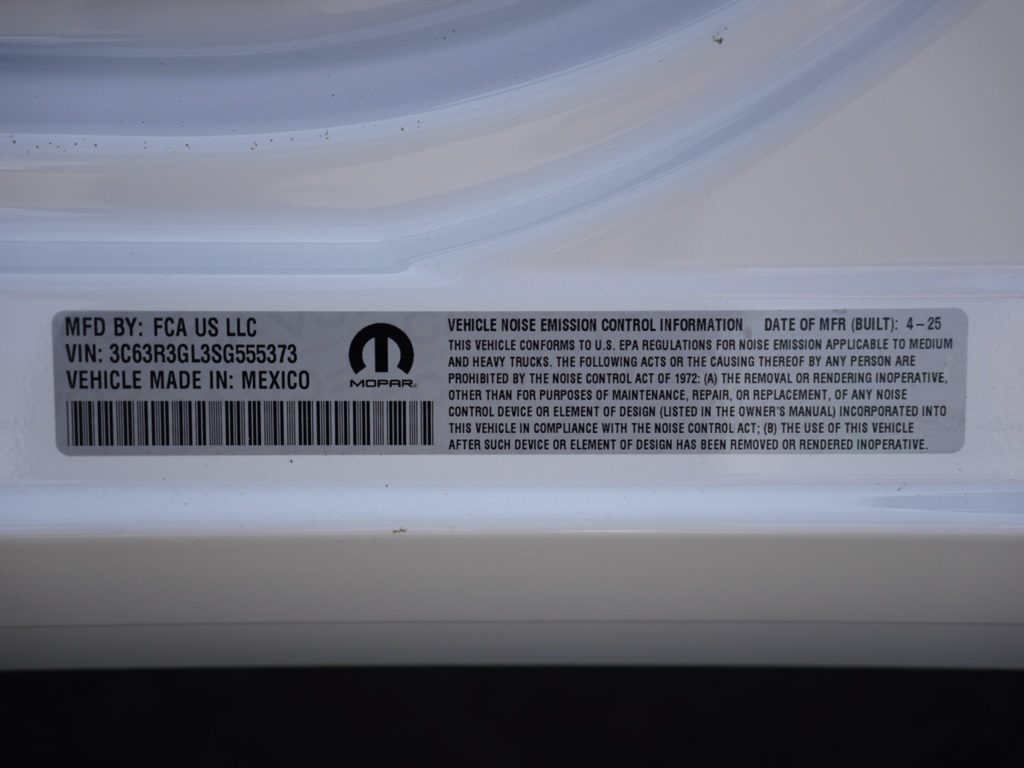 MFD BY: FCA US LLC
VIN: 3C63R3GL3SG555373
VEHICLE MADE IN: MEXICO
MOPAR
VEHICLE NOISE EMISSION CONTROL INFORMATION DATE OF MFR (BUILT): 4-25
THIS VEHICLE CONFORMS TO U.S. EPA REGULATIONS FOR NOISE EMISSION APPLICABLE TO MEDIUM
AND HEAVY TRUCKS. THE FOLLOWING ACTS OR THE CAUSING THEREOF BY ANY PERSON ARE
PROHIBITED BY THE NOISE CONTROL ACT OF 1972: (A) THE REMOVAL OR RENDERING INOPERATIVE,
OTHER THAN FOR PURPOSES OF MAINTENANCE, REPAIR, OR REPLACEMENT, OF ANY NOISE
CONTROL DEVICE OR ELEMENT OF DESIGN (LISTED IN THE OWNER'S MANUAL) INCORPORATED INTO
THIS VEHICLE IN COMPLIANCE WITH THE NOISE CONTROL ACT; (B) THE USE OF THIS VEHICLE
AFTER SUCH DEVICE OR ELEMENT OF DESIGN HAS BEEN REMOVED OR RENDERED INOPERATIVE.